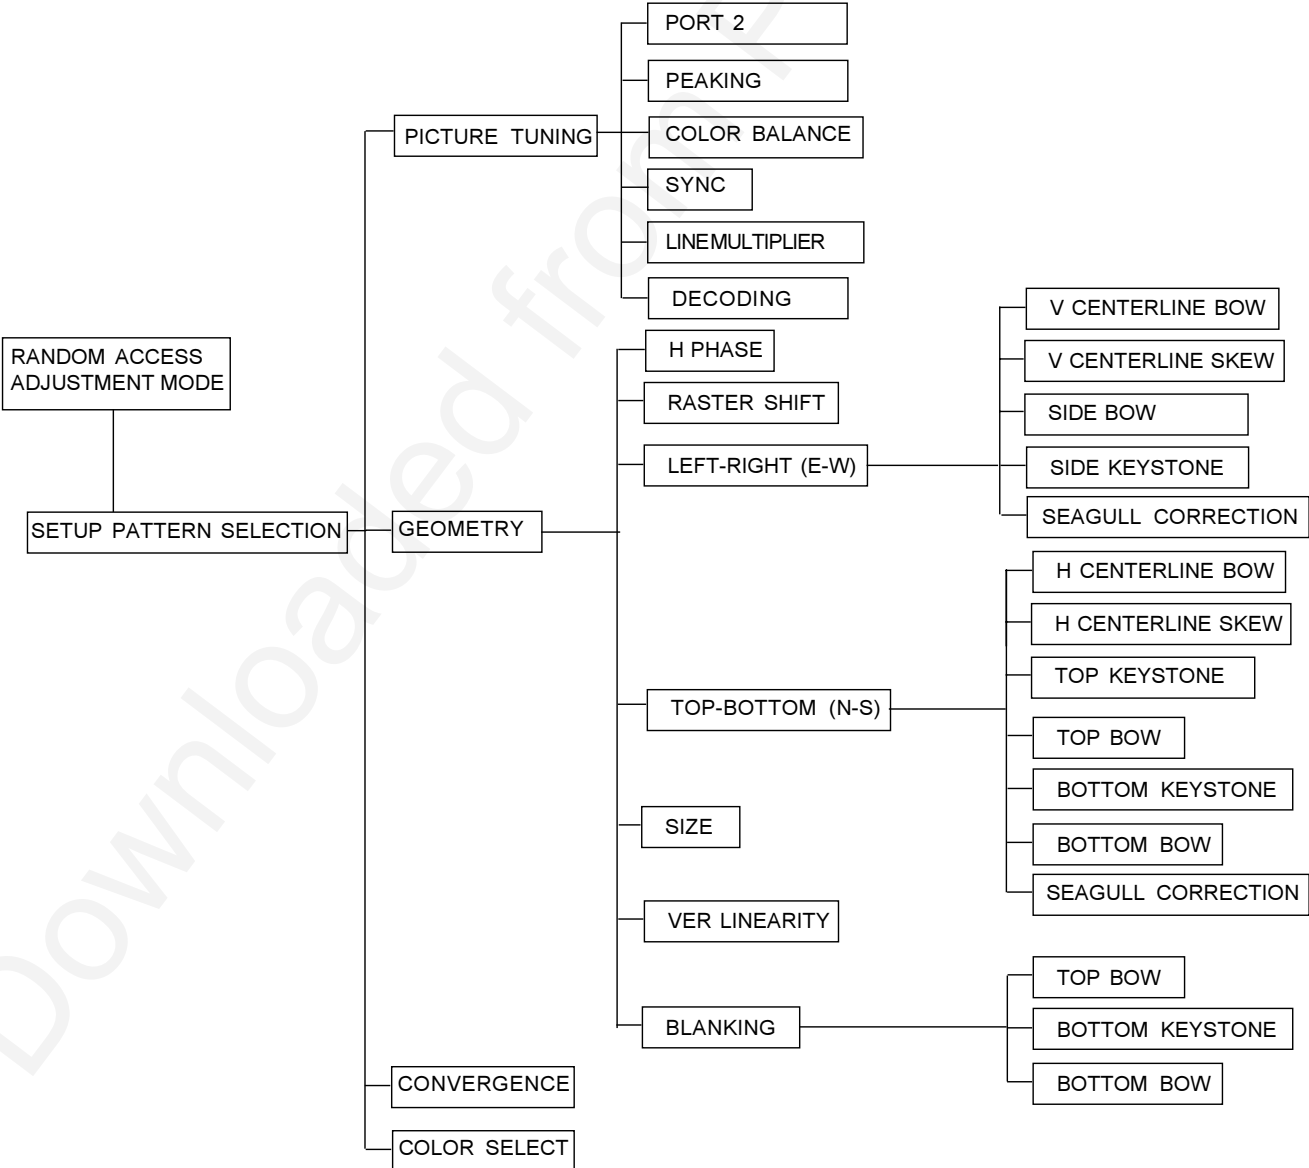 PORT 2
PEAKING
PICTURE TUNING
COLOR BALANCE
SYNC
LINEMULTIPLIER
DECODING
RANDOM ACCESS
ADJUSTMENT MODE
SETUP PATTERN SELECTION
GEOMETRY
H PHASE
RASTER SHIFT
LEFT-RIGHT (E-W)
V CENTERLINE BOW
V CENTERLINE SKEW
SIDE BOW
SIDE KEYSTONE
SEAGULL CORRECTION
TOP-BOTTOM (N-S)
H CENTERLINE BOW
H CENTERLINE SKEW
TOP KEYSTONE
TOP BOW
BOTTOM KEYSTONE
BOTTOM BOW
SEAGULL CORRECTION
SIZE
VER LINEARITY
BLANKING
TOP BOW
BOTTOM KEYSTONE
BOTTOM BOW
CONVERGENCE
COLOR SELECT
Downloaded from